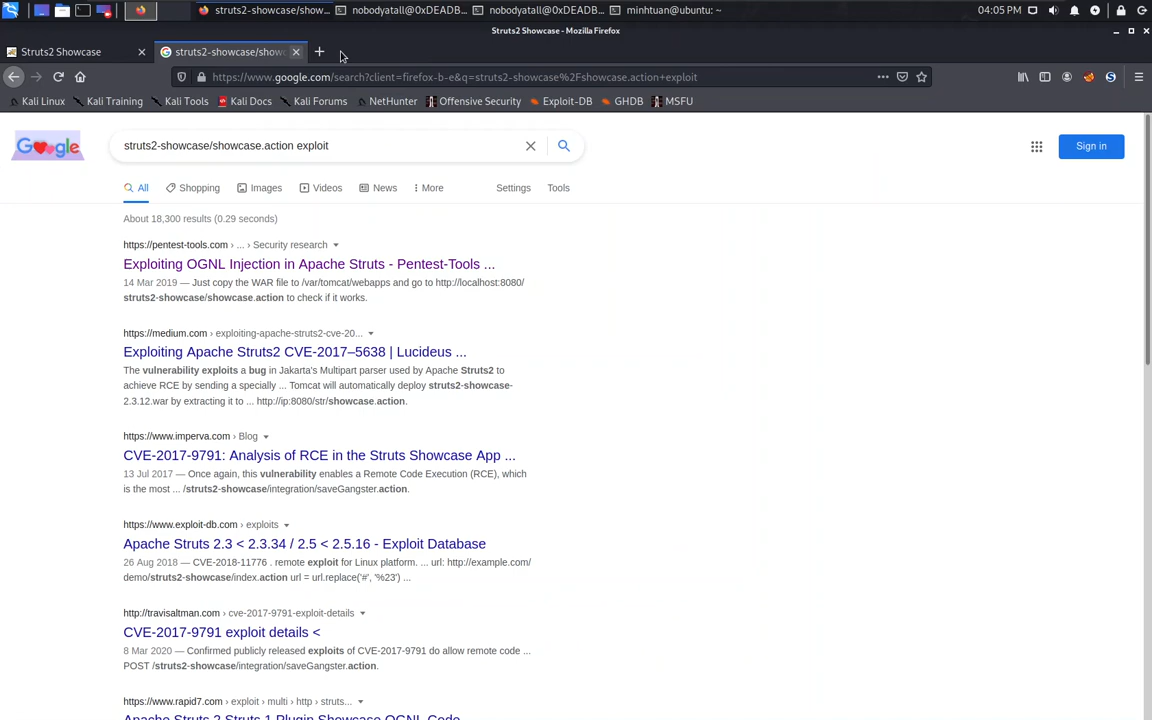 struts2-showcase/show...
nobodyatall@0xDEADB...
nobodyatall@0xDEADB...
minhtuan@ubuntu: ~
04:05 PM
Struts2 Showcase - Mozilla Firefox
Struts2 Showcase
struts2-showcase/show
https://www.google.com/search?client=firefox-b-e&q=struts2-showcase%2Fshowcase.action+exploit
Kali Linux
Kali Training
Kali Tools
Kali Docs
Kali Forums
NetHunter
Offensive Security
Exploit-DB
GHDB
MSFU
struts2-showcase/showcase.action exploit
Sign in
All
Shopping
Images
Videos
News
More
Settings
Tools
About 18,300 results (0.29 seconds)
https://pentest-tools.com › ... › Security research
Exploiting OGNL Injection in Apache Struts - Pentest-Tools ...
14 Mar 2019 — Just copy the WAR file to /var/tomcat/webapps and go to http://localhost:8080/
struts2-showcase/showcase.action to check if it works.
https://medium.com › exploiting-apache-struts2-cve-20...
Exploiting Apache Struts2 CVE-2017–5638 | Lucideus ...
The vulnerability exploits a bug in Jakarta's Multipart parser used by Apache Struts2 to
achieve RCE by sending a specially ... Tomcat will automatically deploy struts2-showcase-
2.3.12.war by extracting it to ... http://ip:8080/str/showcase.action.
https://www.imperva.com › Blog
CVE-2017-9791: Analysis of RCE in the Struts Showcase App ...
13 Jul 2017 — Once again, this vulnerability enables a Remote Code Execution (RCE), which
is the most ... /struts2-showcase/integration/saveGangster.action.
https://www.exploit-db.com › exploits
Apache Struts 2.3 < 2.3.34 / 2.5 < 2.5.16 - Exploit Database
26 Aug 2018 — CVE-2018-11776 . remote exploit for Linux platform. ... url: http://example.com/
demo/struts2-showcase/index.action url = url.replace('#', '%23') ...
http://travisaltman.com › cve-2017-9791-exploit-details
CVE-2017-9791 exploit details <
8 Mar 2020 — Confirmed publicly released exploits of CVE-2017-9791 do allow remote code ...
POST /struts2-showcase/integration/saveGangster.action.
https://www.rapid7.com › exploit › multi › http › struts...
Apache Struts 2 Struts 1 Plugin Showcase OGNL Code